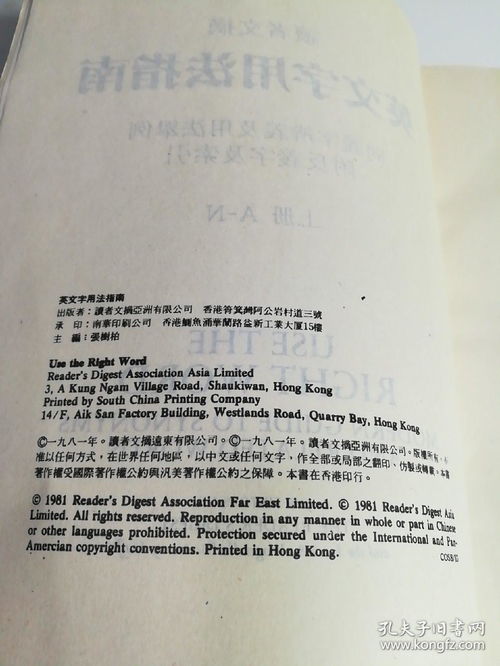 英文字用法指南
出版者：讀者文摘亞洲有限公司　香港筲箕灣阿公岩村道三號
承　印：南華印刷公司　香港鰂魚涌華蘭路益新工業大厦15樓
主　編：張樹柏
Use the Right Word
Reader's Digest Association Asia Limited
3, A Kung Ngam Village Road, Shaukiwan, Hong Kong
Printed by South China Printing Company
14/F, Aik San Factory Building, Westlands Road, Quarry Bay, Hong Kong
©一九八一年。讀者文摘遠東有限公司。©一九八一年。讀者文摘亞洲有限公司。版權所有，不
准以任何方式，在世界任何地區，以中文或任何文字，作全部或局部之翻印、仿製或轉載。本書
著作權受國際著作權公約與汎美著作權公約之保障。本書在香港印行。
© 1981 Reader's Digest Association Far East Limited. © 1981 Reader's Digest Asia
Limited. All rights reserved. Reproduction in any manner in whole or part in Chinese
or other languages prohibited. Protection secured under the International and Pan-
Amercian copyright conventions. Printed in Hong Kong.
讀者文摘
英文字用法指南
附反義字及索引
上册 A-N
USE THE
RIGHT
孔夫子旧书网